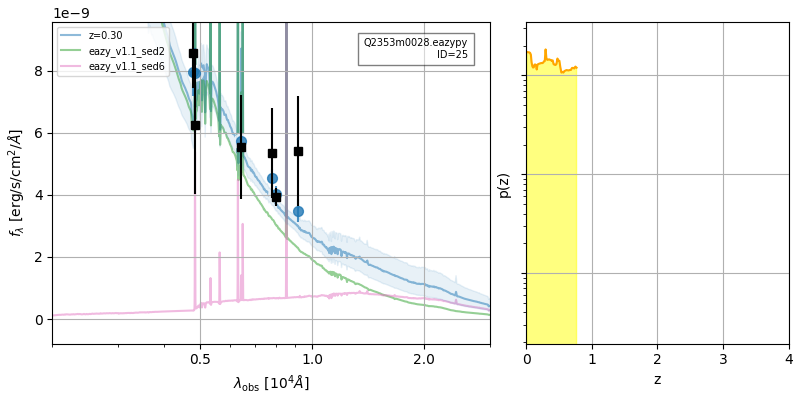 1e−9
z=0.30
eazy_v1.1_sed2
eazy_v1.1_sed6
Q2353m0028.eazypy
ID=25
8
6
4
2
0
f_λ [erg/s/cm²/Å]
0.5 1.0 2.0
λ_obs [10⁴Å]
p(z)
0 1 2 3 4
z